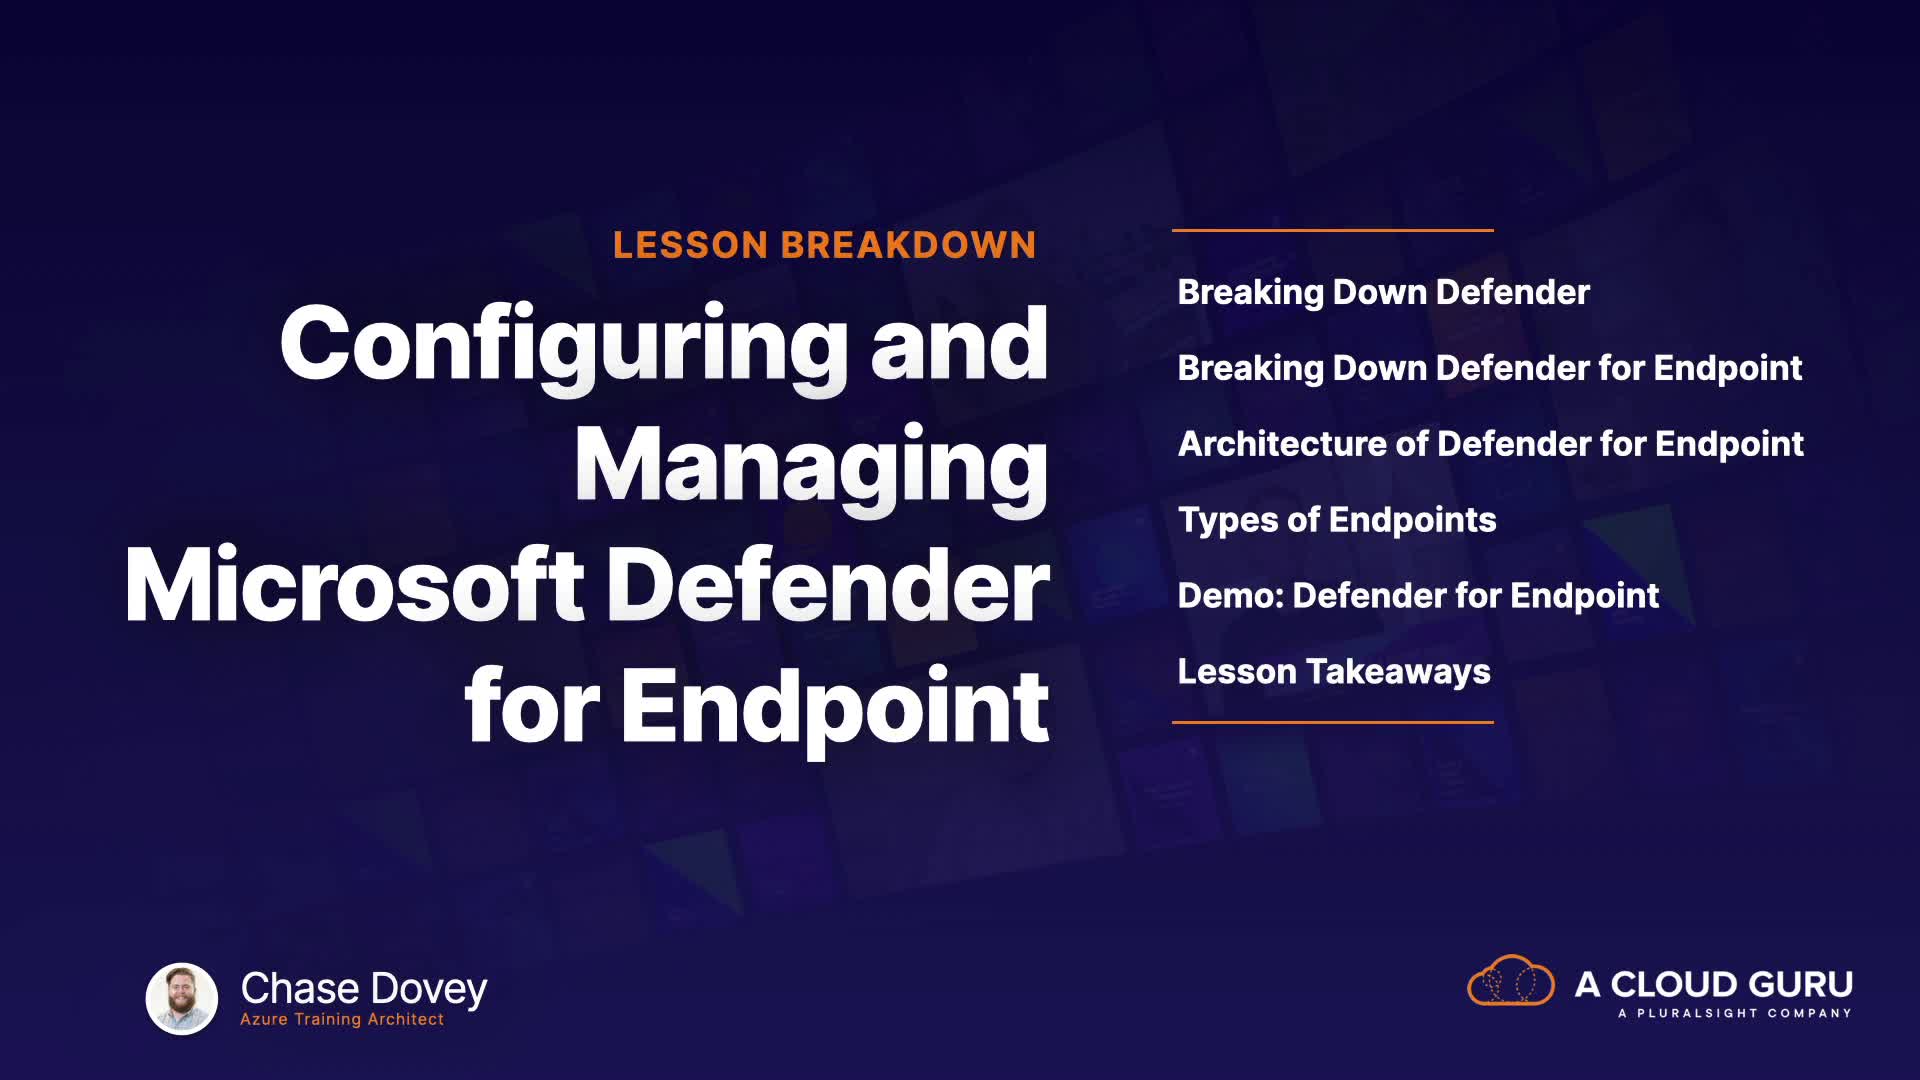 LESSON BREAKDOWN
Configuring and
Managing
Microsoft Defender
for Endpoint
Breaking Down Defender
Breaking Down Defender for Endpoint
Architecture of Defender for Endpoint
Types of Endpoints
Demo: Defender for Endpoint
Lesson Takeaways
Chase Dovey
Azure Training Architect
A CLOUD GURU
A PLURALSIGHT COMPANY